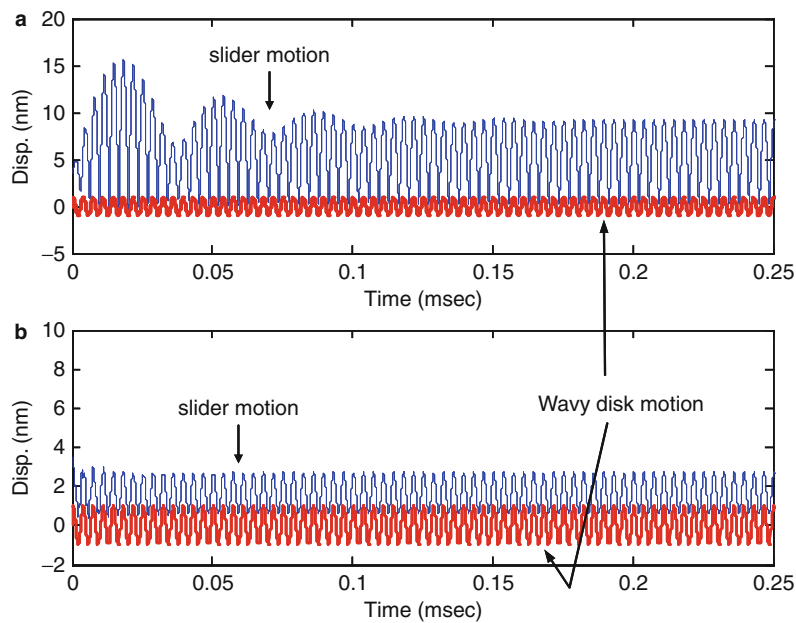 a
20
15
10
5
0
−5
Disp. (nm)
slider motion
0
0.05
0.1
0.15
0.2
0.25
Time (msec)
b
10
8
6
4
2
0
−2
Disp. (nm)
slider motion
Wavy disk motion
0
0.05
0.1
0.15
0.2
0.25
Time (msec)